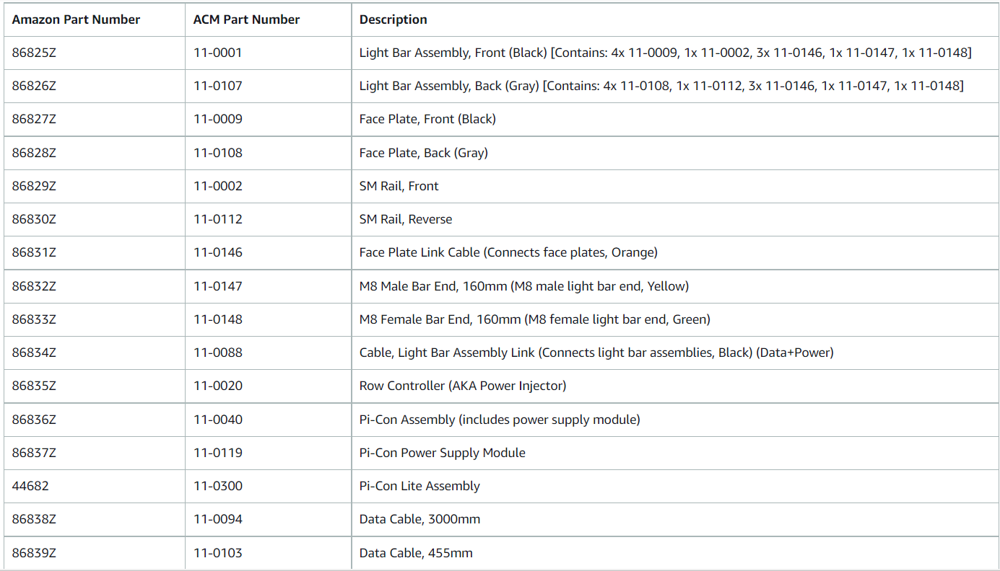 Amazon Part Number ACM Part Number Description
86825Z 11-0001 Light Bar Assembly, Front (Black) [Contains: 4x 11-0009, 1x 11-0002, 3x 11-0146, 1x 11-0147, 1x 11-0148]
86826Z 11-0107 Light Bar Assembly, Back (Gray) [Contains: 4x 11-0108, 1x 11-0112, 3x 11-0146, 1x 11-0147, 1x 11-0148]
86827Z 11-0009 Face Plate, Front (Black)
86828Z 11-0108 Face Plate, Back (Gray)
86829Z 11-0002 SM Rail, Front
86830Z 11-0112 SM Rail, Reverse
86831Z 11-0146 Face Plate Link Cable (Connects face plates, Orange)
86832Z 11-0147 M8 Male Bar End, 160mm (M8 male light bar end, Yellow)
86833Z 11-0148 M8 Female Bar End, 160mm (M8 female light bar end, Green)
86834Z 11-0088 Cable, Light Bar Assembly Link (Connects light bar assemblies, Black) (Data+Power)
86835Z 11-0020 Row Controller (AKA Power Injector)
86836Z 11-0040 Pi-Con Assembly (includes power supply module)
86837Z 11-0119 Pi-Con Power Supply Module
44682 11-0300 Pi-Con Lite Assembly
86838Z 11-0094 Data Cable, 3000mm
86839Z 11-0103 Data Cable, 455mm